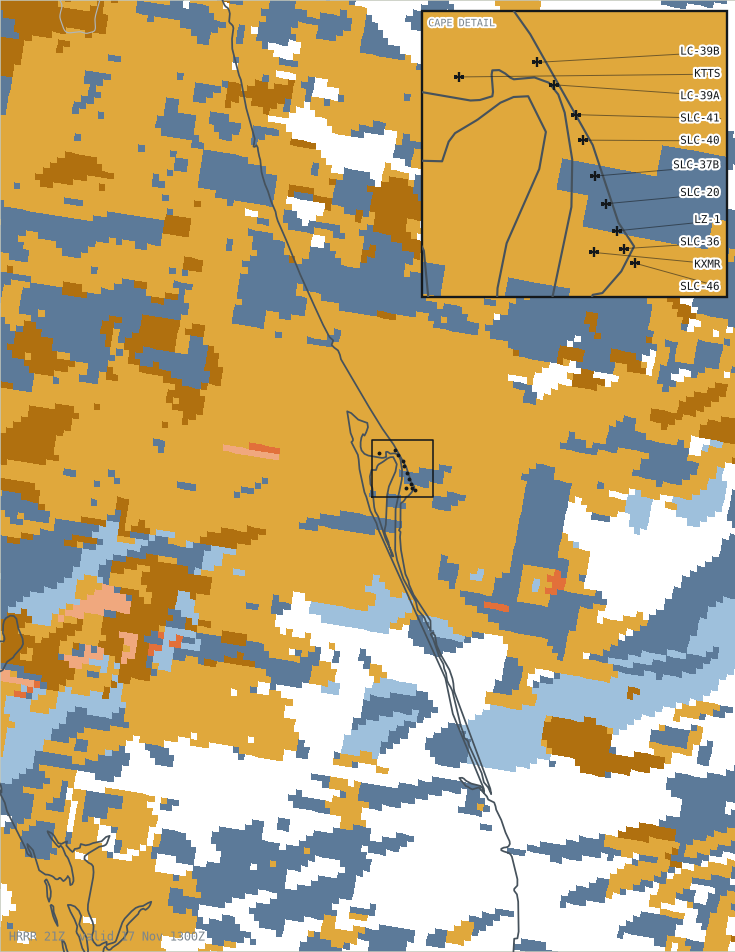 CAPE DETAIL
LC-39B
KTTS
LC-39A
SLC-41
SLC-40
SLC-37B
SLC-20
LZ-1
SLC-36
KXMR
SLC-46
HRRR 21Z valid 27 Nov 1300Z